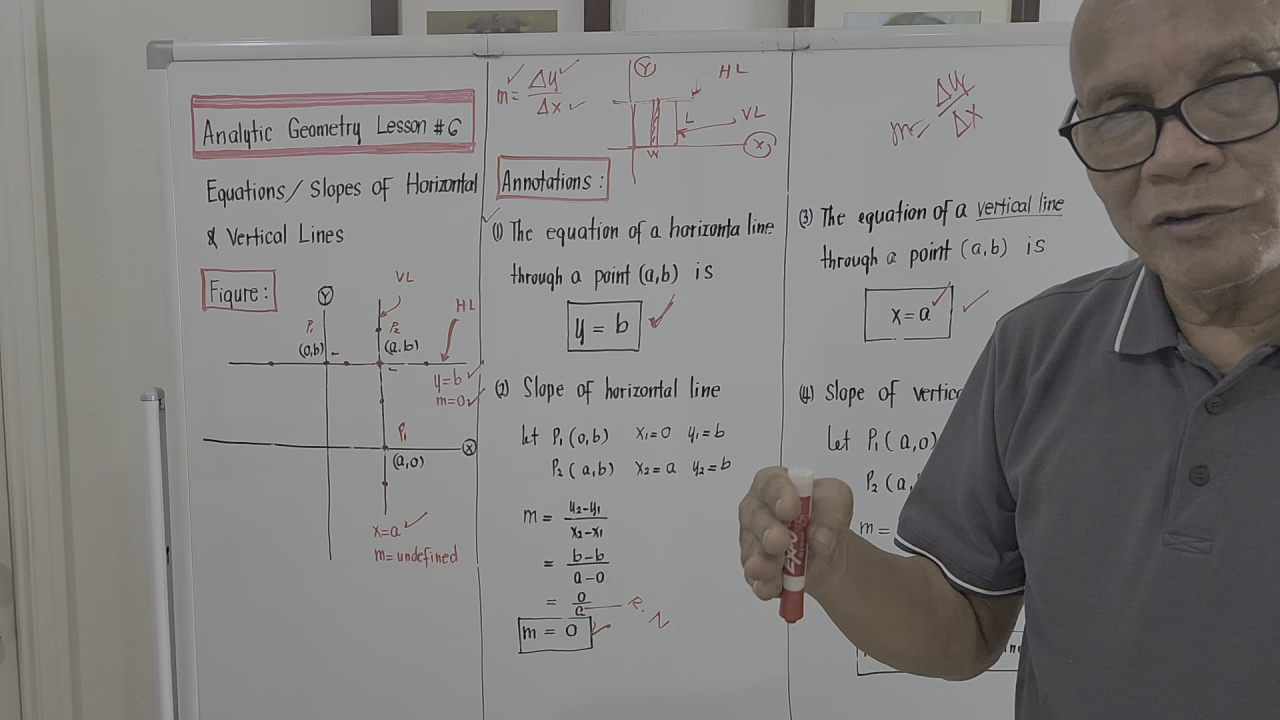 Analytic Geometry Lesson #6
Equations/Slopes of Horizontal
& Vertical Lines
Figure:
Y
VL
HL
P1
(0,b)
P2
(a.b)
y=b
m=0
P1
X
(a,0)
x=a
m=undefined
m= Δy/Δx
Y
HL
L
VL
X
W
Annotations:
(1) The equation of a horizonta line
through a point (a,b) is
y = b
(2) Slope of horizontal line
let P1(0,b) x1=0 y1=b
P2(a,b) x2=a y2=b
m = y2-y1/x2-x1
= b-b/a-0
= 0/a
m = 0
m= Δy/Δx
(3) The equation of a vertical line
through a point (a,b) is
x=a
(4) Slope of vertic
let P1(a,0)
P2(a,
m =
EXPO